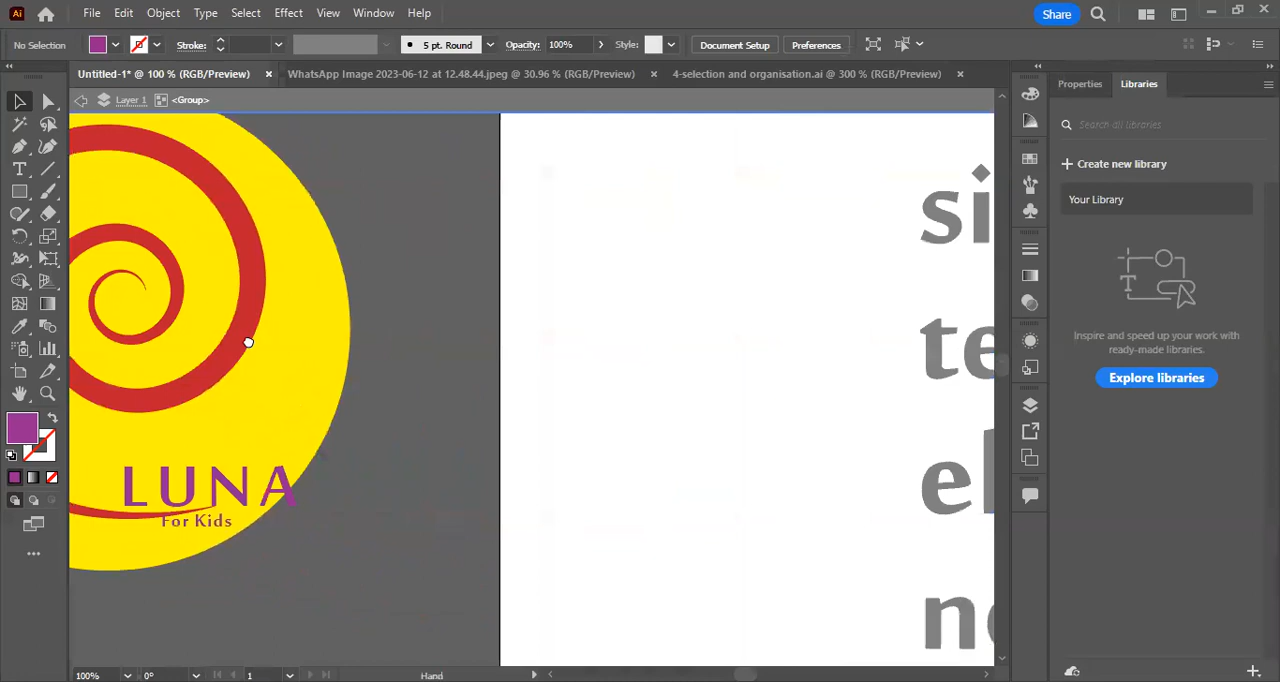 Ai
File Edit Object Type Select Effect View Window Help
Share
No Selection
Stroke:
5 pt. Round
Opacity: 100%
Style:
Document Setup
Preferences
Untitled-1* @ 100 % (RGB/Preview)
WhatsApp Image 2023-06-12 at 12.48.44.jpeg @ 30.96 % (RGB/Preview)
4-selection and organisation.ai @ 300 % (RGB/Preview)
Layer 1 <Group>
Properties Libraries
Search all libraries
Create new library
Your Library
Inspire and speed up your work with
ready-made libraries.
Explore libraries
LUNA
For Kids
si
te
el
100% 0° 1 Hand